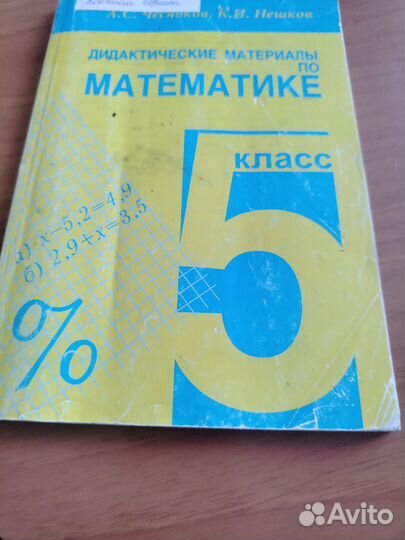 А.С. Чесноков, К.И. Нешков
ДИДАКТИЧЕСКИЕ МАТЕРИАЛЫ
ПО
МАТЕМАТИКЕ
5
класс
а) x−5,2=4,9
б) 2,9+x=3,5
%
Avito